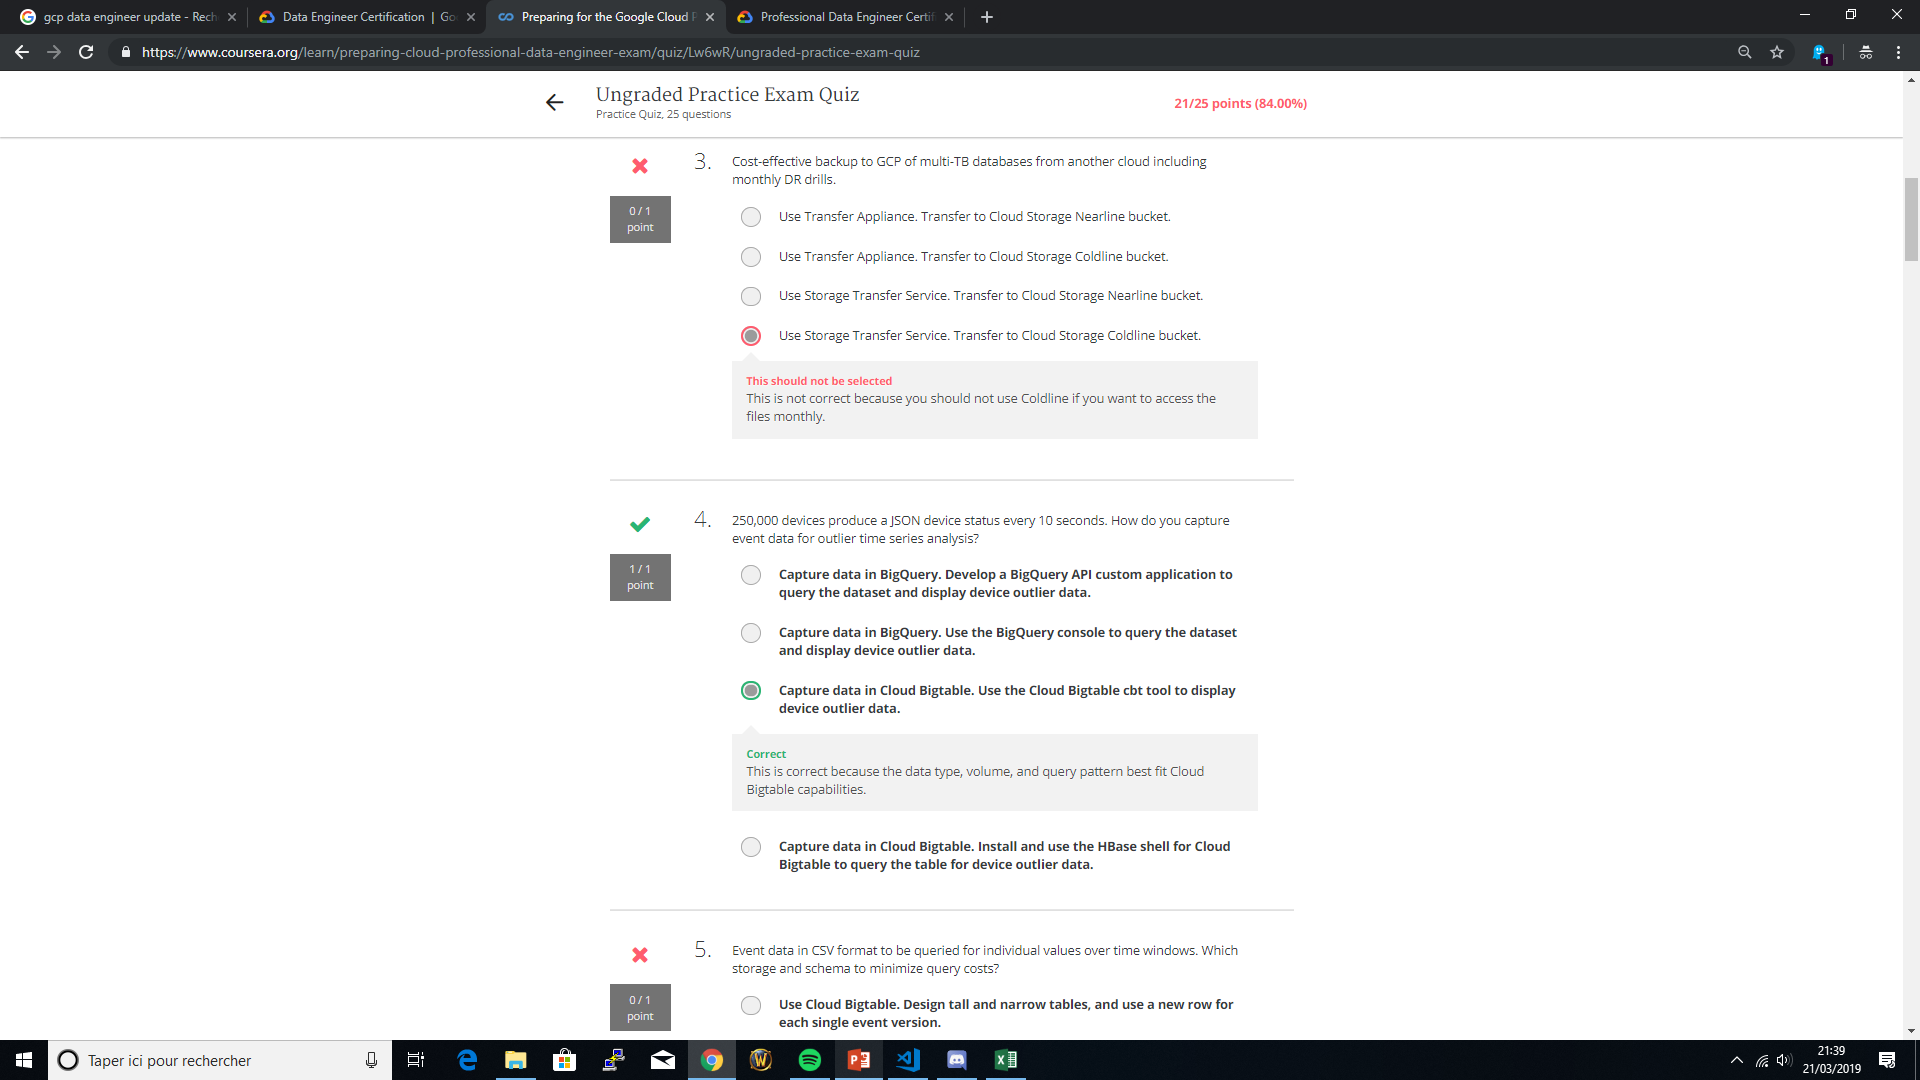 gcp data engineer update - Rech
Data Engineer Certification | Go
Preparing for the Google Cloud P
Professional Data Engineer Certif
https://www.coursera.org/learn/preparing-cloud-professional-data-engineer-exam/quiz/Lw6wR/ungraded-practice-exam-quiz
1
Ungraded Practice Exam Quiz
Practice Quiz, 25 questions
21/25 points (84.00%)
3.
Cost-effective backup to GCP of multi-TB databases from another cloud including
monthly DR drills.
0 / 1
point
Use Transfer Appliance. Transfer to Cloud Storage Nearline bucket.
Use Transfer Appliance. Transfer to Cloud Storage Coldline bucket.
Use Storage Transfer Service. Transfer to Cloud Storage Nearline bucket.
Use Storage Transfer Service. Transfer to Cloud Storage Coldline bucket.
This should not be selected
This is not correct because you should not use Coldline if you want to access the
files monthly.
4.
250,000 devices produce a JSON device status every 10 seconds. How do you capture
event data for outlier time series analysis?
1 / 1
point
Capture data in BigQuery. Develop a BigQuery API custom application to
query the dataset and display device outlier data.
Capture data in BigQuery. Use the BigQuery console to query the dataset
and display device outlier data.
Capture data in Cloud Bigtable. Use the Cloud Bigtable cbt tool to display
device outlier data.
Correct
This is correct because the data type, volume, and query pattern best fit Cloud
Bigtable capabilities.
Capture data in Cloud Bigtable. Install and use the HBase shell for Cloud
Bigtable to query the table for device outlier data.
5.
Event data in CSV format to be queried for individual values over time windows. Which
storage and schema to minimize query costs?
0 / 1
point
Use Cloud Bigtable. Design tall and narrow tables, and use a new row for
each single event version.
Taper ici pour rechercher
21:39
21/03/2019